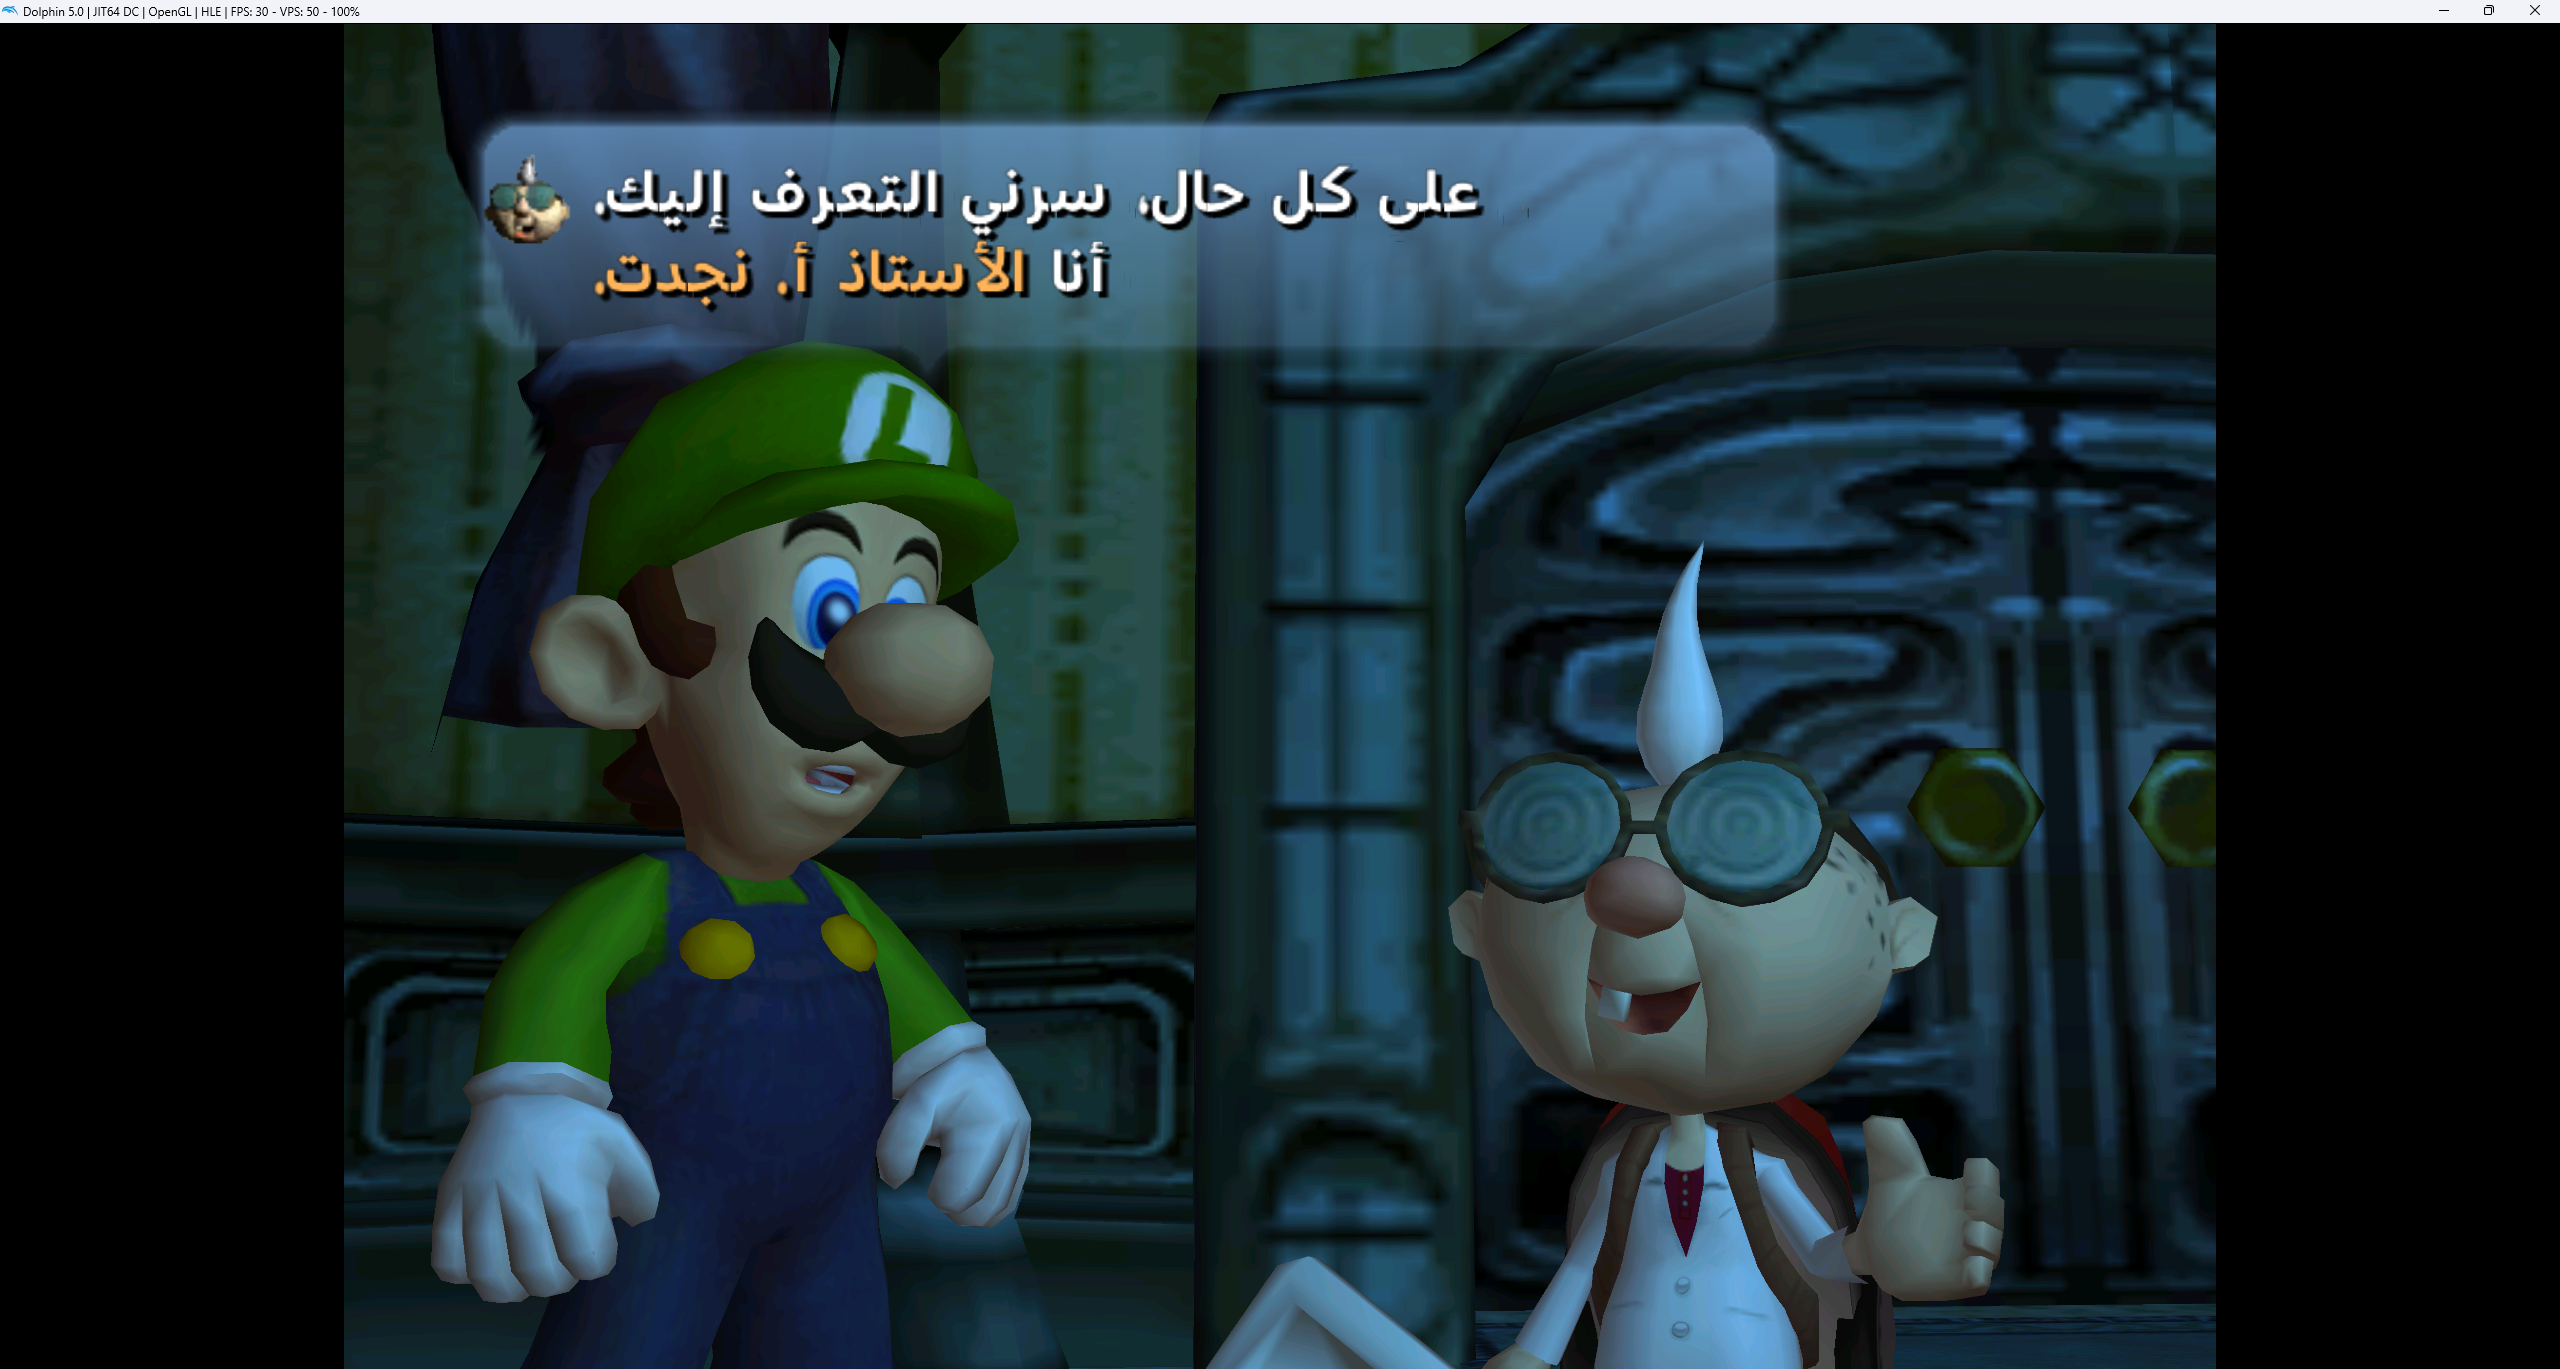 Dolphin 5.0 | JIT64 DC | OpenGL | HLE | FPS: 30 - VPS: 50 - 100%
على كل حال، سرني التعرف إليك.
أنا الأستاذ أ. نجدت.
L